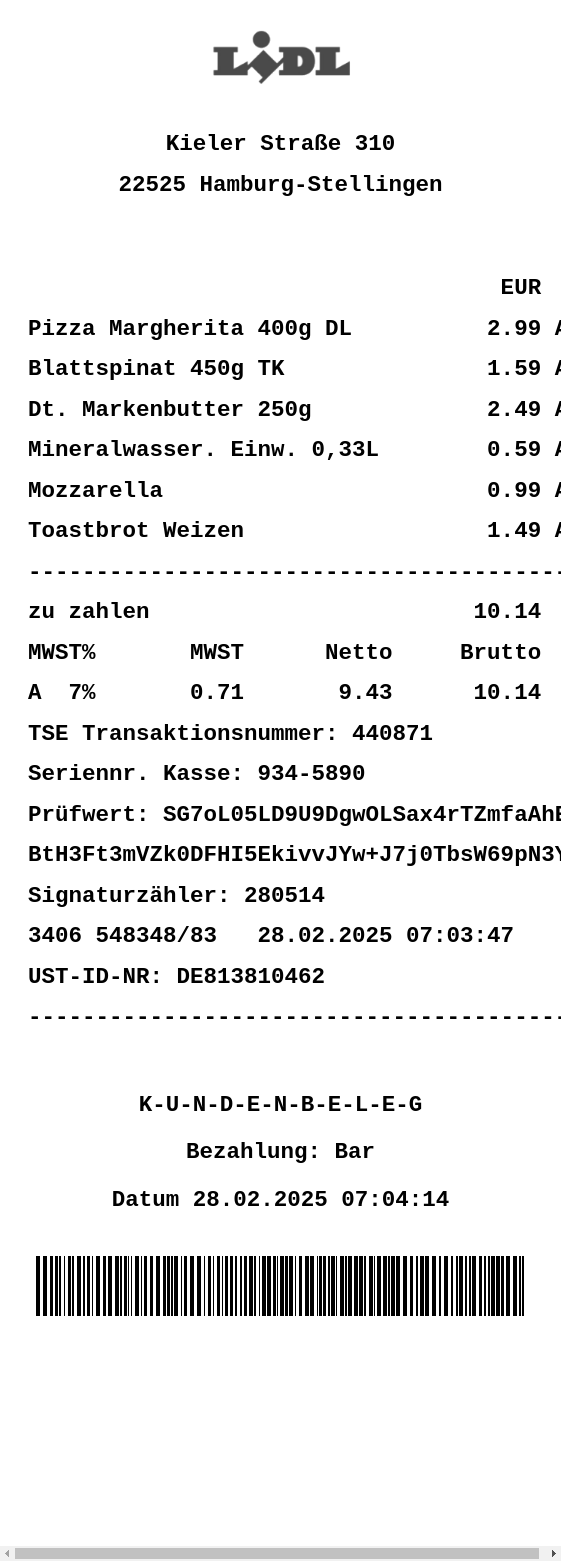 LIDL
Kieler Straße 310
22525 Hamburg-Stellingen
EUR
Pizza Margherita 400g DL 2.99 A
Blattspinat 450g TK 1.59 A
Dt. Markenbutter 250g 2.49 A
Mineralwasser. Einw. 0,33L 0.59 A
Mozzarella 0.99 A
Toastbrot Weizen 1.49 A
----------------------------------------
zu zahlen 10.14
MWST% MWST Netto Brutto
A 7% 0.71 9.43 10.14
TSE Transaktionsnummer: 440871
Seriennr. Kasse: 934-5890
Prüfwert: SG7oL05LD9U9DgwOLSax4rTZmfaAhE
BtH3Ft3mVZk0DFHI5EkivvJYw+J7j0TbsW69pN3Y
Signaturzähler: 280514
3406 548348/83 28.02.2025 07:03:47
UST-ID-NR: DE813810462
----------------------------------------
K-U-N-D-E-N-B-E-L-E-G
Bezahlung: Bar
Datum 28.02.2025 07:04:14